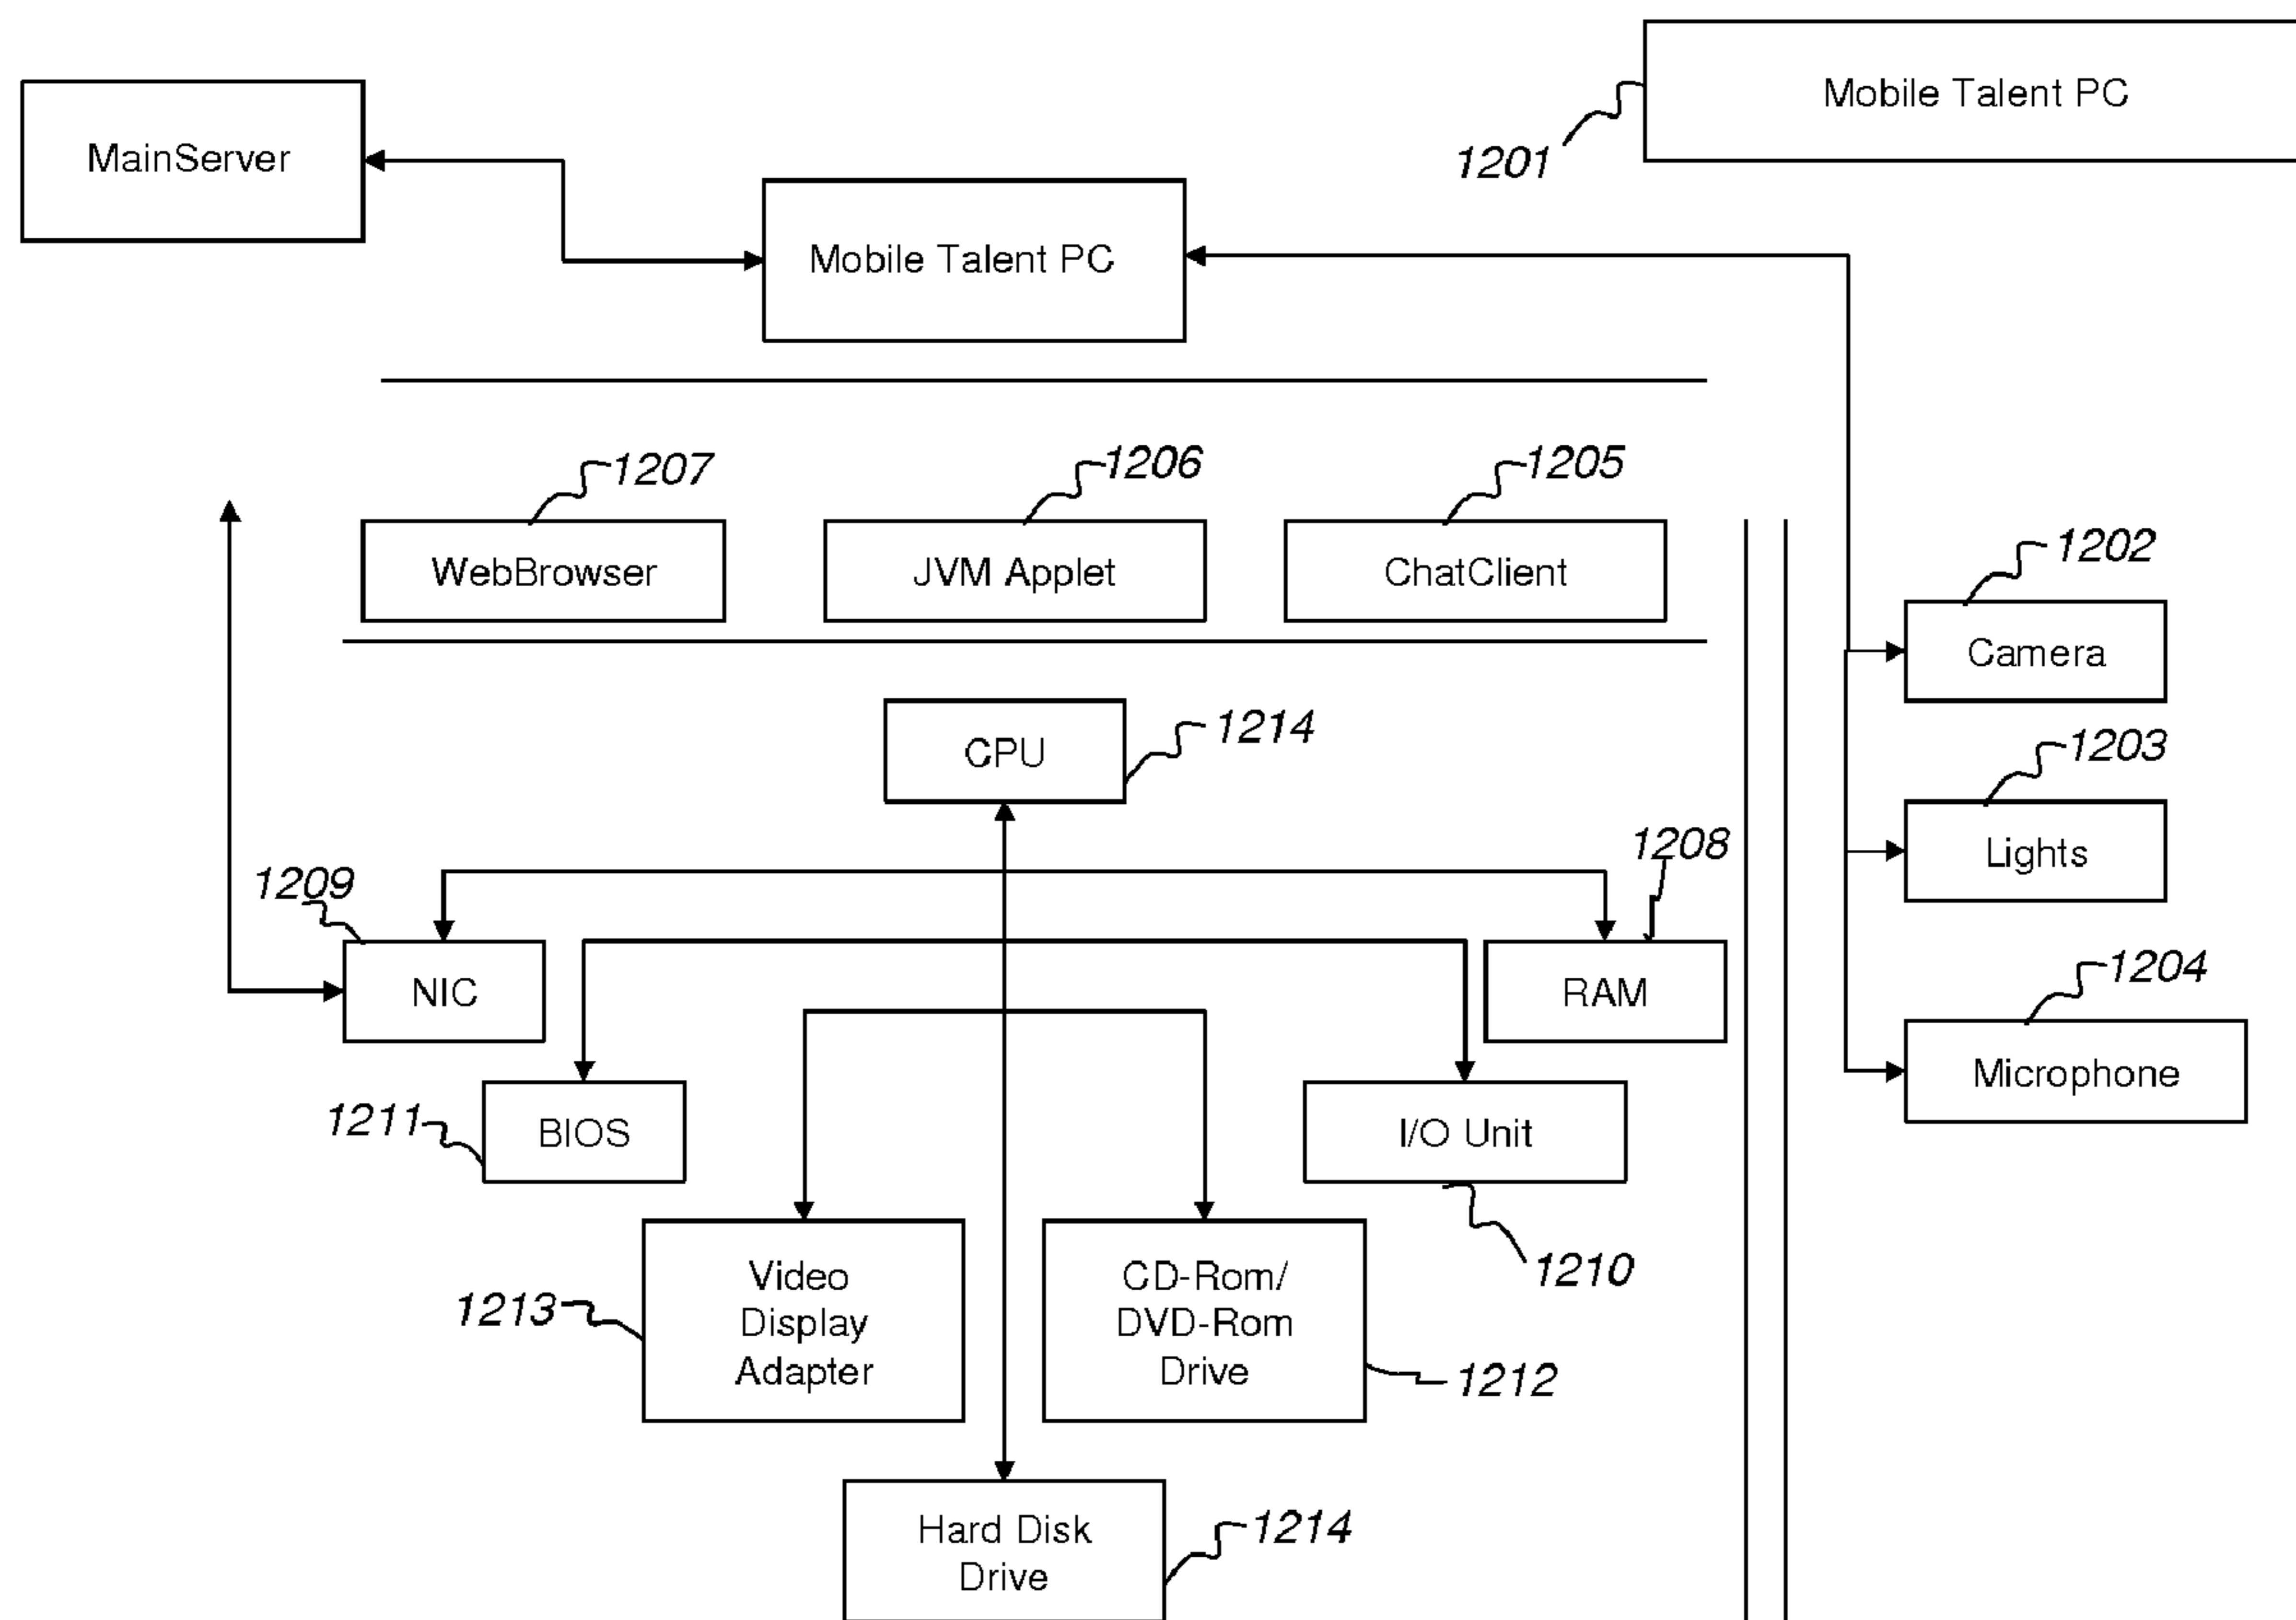 Mobile Talent PC
1201
MainServer
Mobile Talent PC
1207
1206
1205
WebBrowser
JVM Applet
ChatClient
1202
Camera
1214
CPU
1203
Lights
1208
1209
NIC
RAM
1204
Microphone
1211
BIOS
I/O Unit
1210
1213
Video
Display
Adapter
CD-Rom/
DVD-Rom
Drive
1212
Hard Disk
Drive
1214